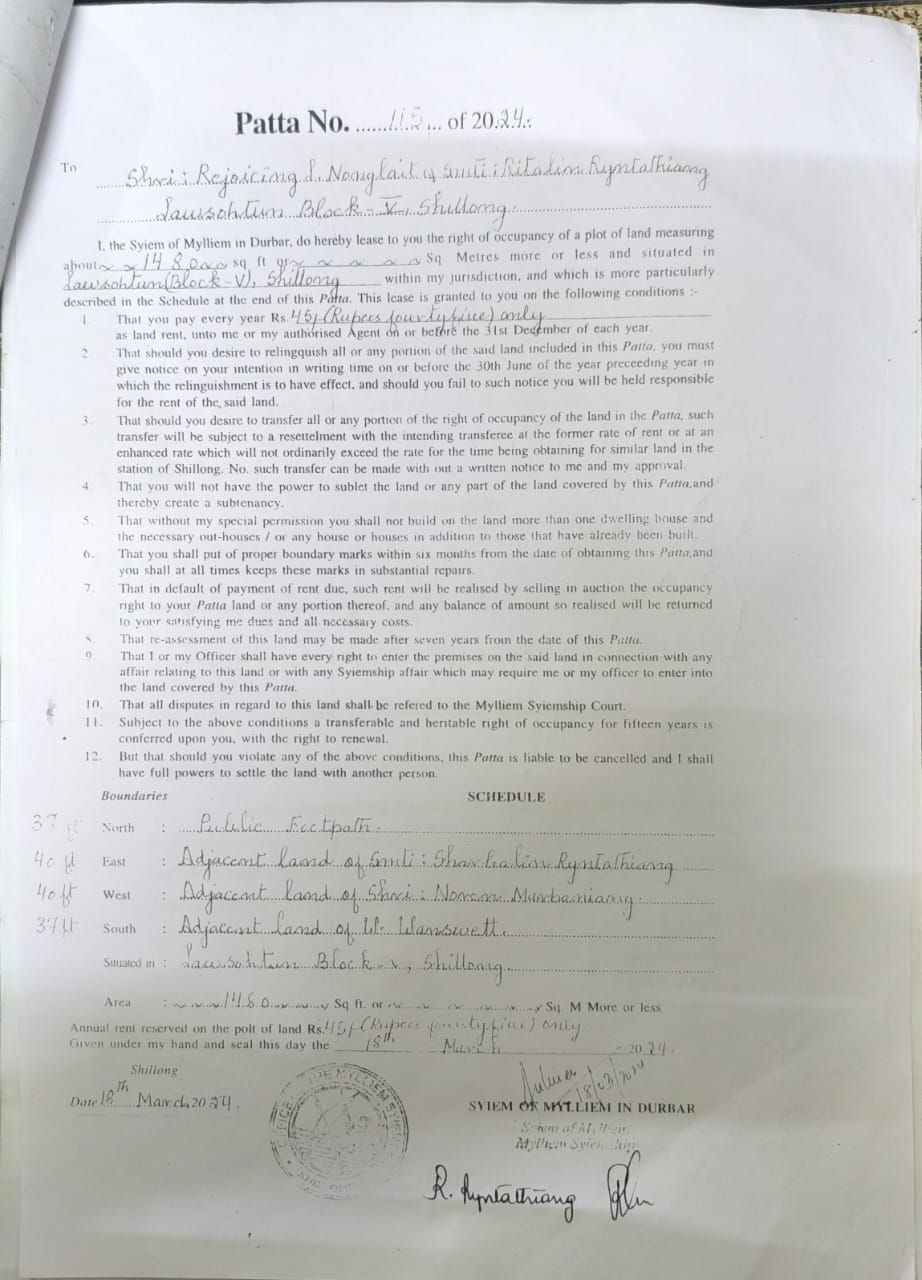 Patta No. .......115,... of 2024.
To Shri: Rejoicing S. Nonglait & Smti: Ritalin Ryntathiang
Lawsohtun Block-V, Shillong.
I, the Syiem of Mylliem in Durbar, do hereby lease to you the right of occupancy of a plot of land measuring
about 1480 sq ft or Sq Metres more or less and situated in
Lawsohtun(Block-V), Shillong within my jurisdiction, and which is more particularly
described in the Schedule at the end of this Patta. This lease is granted to you on the following conditions :-
1. That you pay every year Rs. 45/ (Rupees fourtyfive) only
as land rent, unto me or my authorised Agent on or before the 31st December of each year.
2. That should you desire to relingquish all or any portion of the said land included in this Patta, you must
give notice on your intention in writing time on or before the 30th June of the year preceeding year in
which the relinguishment is to have effect, and should you fail to such notice you will be held responsible
for the rent of the said land.
3. That should you desire to transfer all or any portion of the right of occupancy of the land in the Patta, such
transfer will be subject to a resettelment with the intending transferee at the former rate of rent or at an
enhanced rate which will not ordinarily exceed the rate for the time being obtaining for similar land in the
station of Shillong. No. such transfer can be made with out a written notice to me and my approval.
4. That you will not have the power to sublet the land or any part of the land covered by this Patta,and
thereby create a subtenancy.
5. That without my special permission you shall not build on the land more than one dwelling house and
the necessary out-houses / or any house or houses in addition to those that have already been built.
6. That you shall put of proper boundary marks within six months from the date of obtaining this Patta,and
you shall at all times keeps these marks in substantial repairs.
7. That in default of payment of rent due, such rent will be realised by selling in auction the occupancy
right to your Patta land or any portion thereof, and any balance of amount so realised will be returned
to your satisfying me dues and all necessary costs.
8 That re-assessment of this land may be made after seven years from the date of this Patta.
9. That I or my Officer shall have every right to enter the premises on the said land in connection with any
affair relating to this land or with any Syiemship affair which may require me or my officer to enter into
the land covered by this Patta.
10. That all disputes in regard to this land shall be refered to the Mylliem Syiemship Court.
11. Subject to the above conditions a transferable and heritable right of occupancy for fifteen years is
conferred upon you, with the right to renewal.
12. But that should you violate any of the above conditions, this Patta is liable to be cancelled and I shall
have full powers to settle the land with another person.
Boundaries SCHEDULE
37 ft North : Public Footpath.
40 ft East : Adjacent land of Smti: Ryntathiang
40 ft West : Adjacent land of Shri: Marbaniang.
37 ft South : Adjacent land of W. Wanswett.
Situated in : Lawsohtun Block-V, Shillong
Area : 1480 Sq ft. or Sq. M More or less
Annual rent reserved on the polt of land Rs. 45/ (Rupees fourtyfive) only
Given under my hand and seal this day the 18th March 2024.
Shillong
Date 18th March 2024.
18/03/2024
SYIEM OF MYLLIEM IN DURBAR
Syiem of Mylliem
Mylliem Syiemship
OFFICE OF THE MYLLIEM SYIEMSHIP
R. Ryntathiang